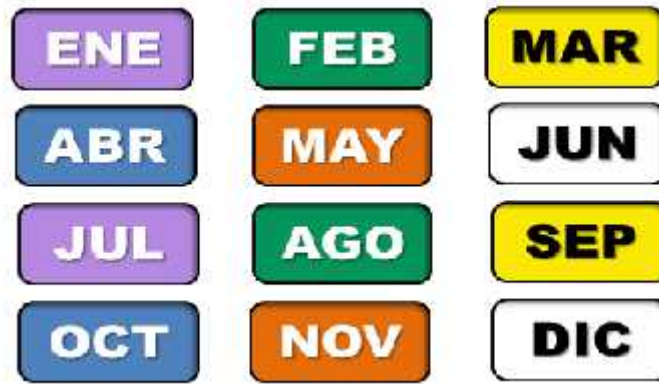 ENE FEB MAR
ABR MAY JUN
JUL AGO SEP
OCT NOV DIC